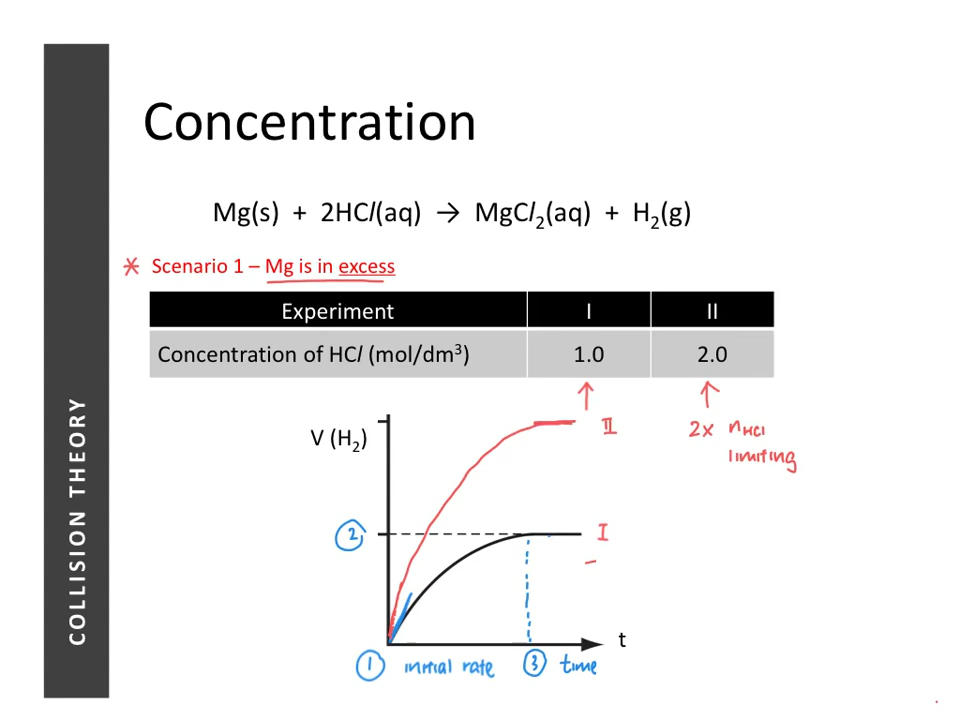 COLLISION THEORY
Concentration
Mg(s) + 2HCl(aq) → MgCl₂(aq) + H₂(g)
* Scenario 1 – Mg is in excess
Experiment I II
Concentration of HCl (mol/dm³) 1.0 2.0
V (H₂)
II
2x nHCl
limiting
2
I
t
1 initial rate 3 time